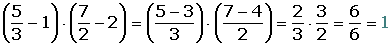 (5/3 − 1) · (7/2 − 2) = ((5 − 3)/3) · ((7 − 4)/2) = 2/3 · 3/2 = 6/6 = 1